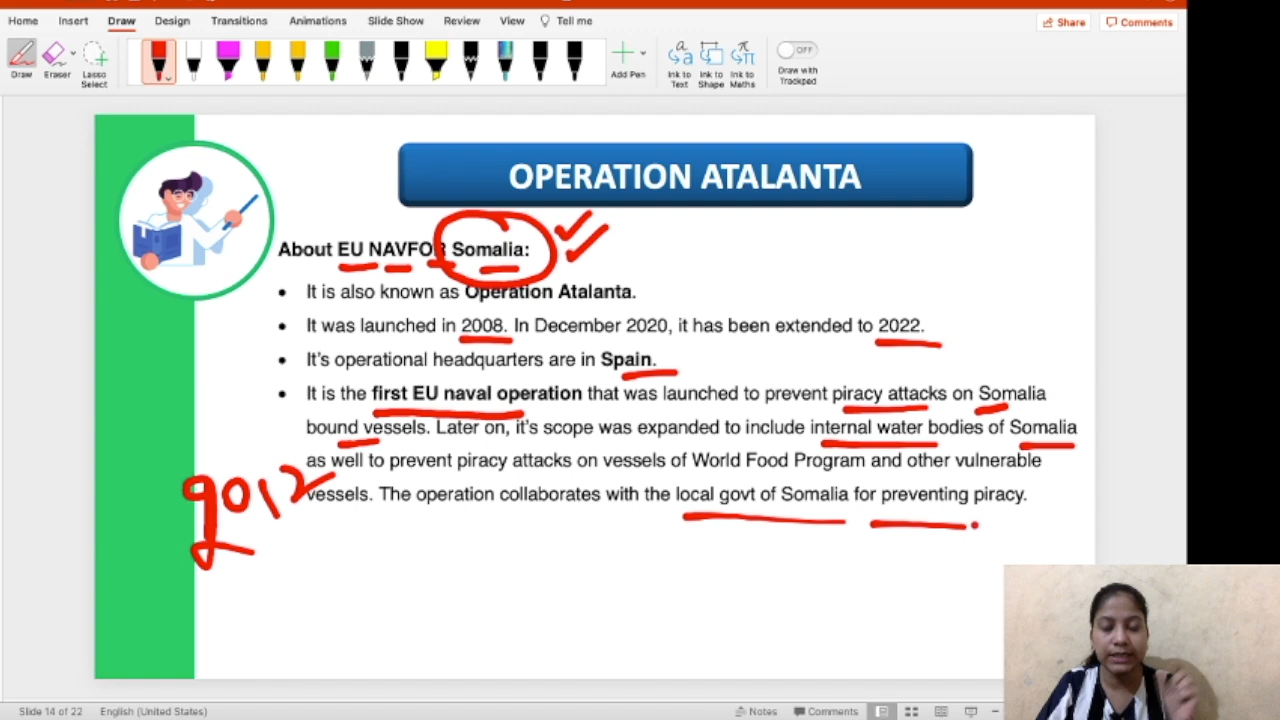 Home Insert Draw Design Transitions Animations Slide Show Review View Tell me Share Comments
Draw Eraser Lasso Select Add Pen Ink to Text Ink to Shape Ink to Maths OFF Draw with Trackpad
OPERATION ATALANTA
About EU NAVFOR Somalia:
• It is also known as Operation Atalanta.
• It was launched in 2008. In December 2020, it has been extended to 2022.
• It's operational headquarters are in Spain.
• It is the first EU naval operation that was launched to prevent piracy attacks on Somalia
bound vessels. Later on, it's scope was expanded to include internal water bodies of Somalia
as well to prevent piracy attacks on vessels of World Food Program and other vulnerable
vessels. The operation collaborates with the local govt of Somalia for preventing piracy.
2012
Slide 14 of 22 English (United States) Notes Comments